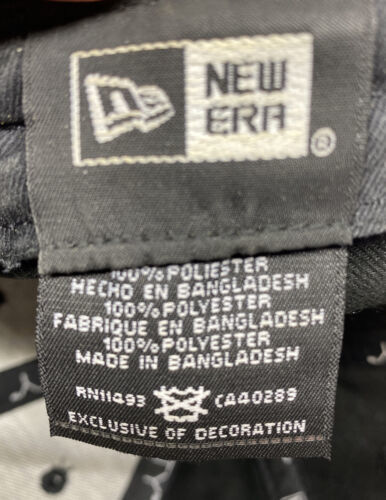 NEW
ERA
®
100% POLIESTER
HECHO EN BANGLADESH
100% POLYESTER
FABRIQUE EN BANGLADESH
100% POLYESTER
MADE IN BANGLADESH
RN11493 CA40289
EXCLUSIVE OF DECORATION